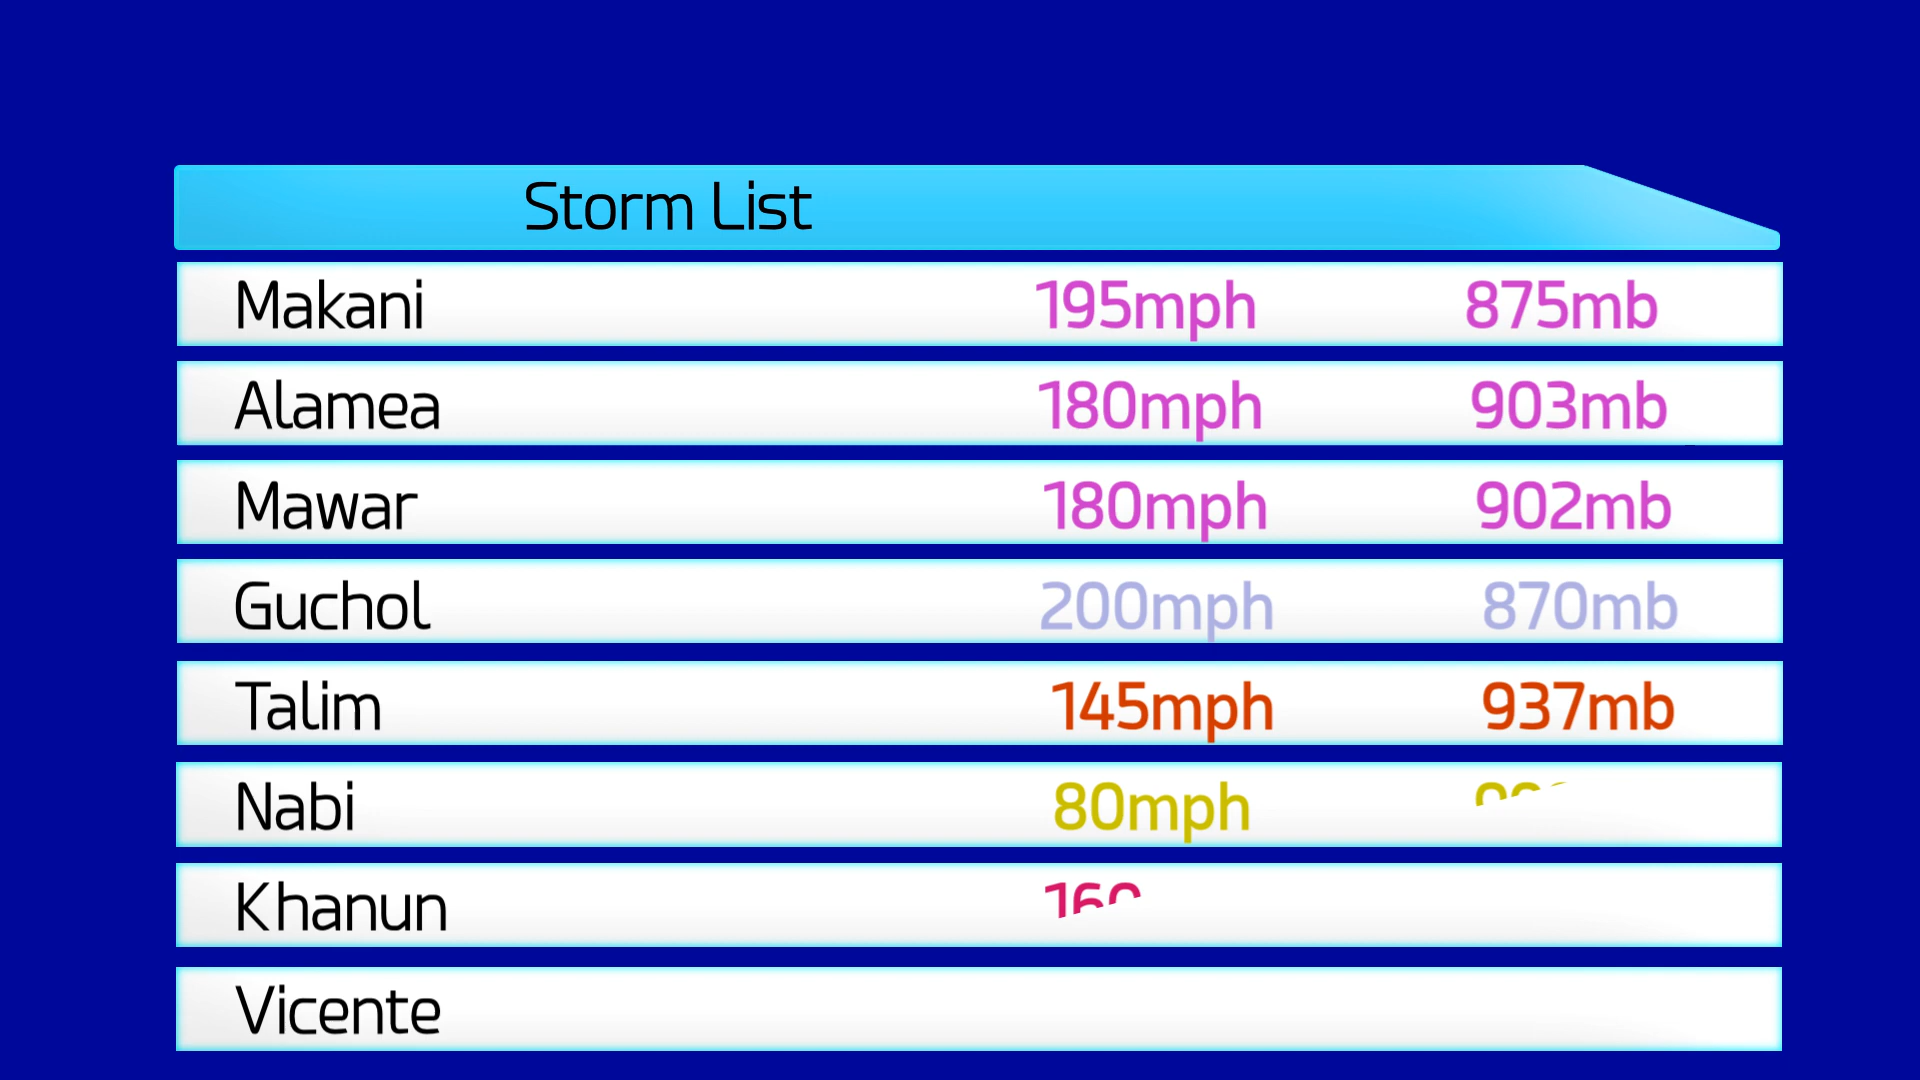 Storm List
Makani 195mph 875mb
Alamea 180mph 903mb
Mawar 180mph 902mb
Guchol 200mph 870mb
Talim 145mph 937mb
Nabi 80mph
Khanun
Vicente